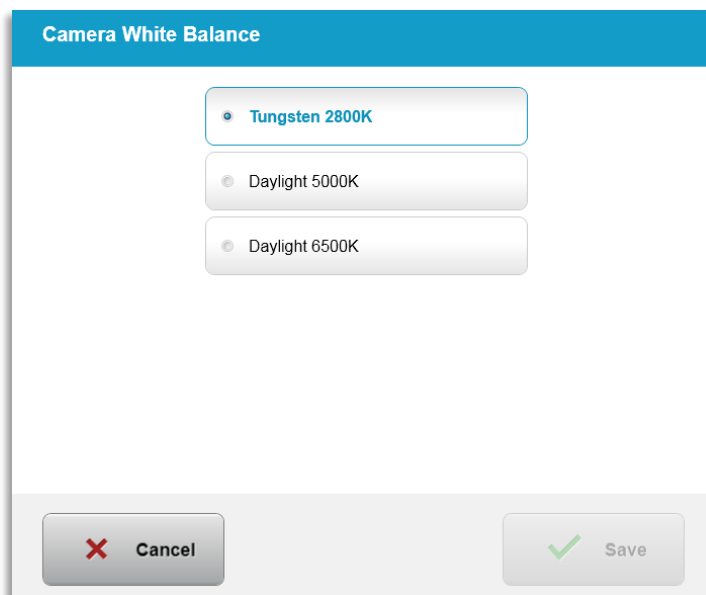 Camera White Balance
Tungsten 2800K
Daylight 5000K
Daylight 6500K
Cancel
Save